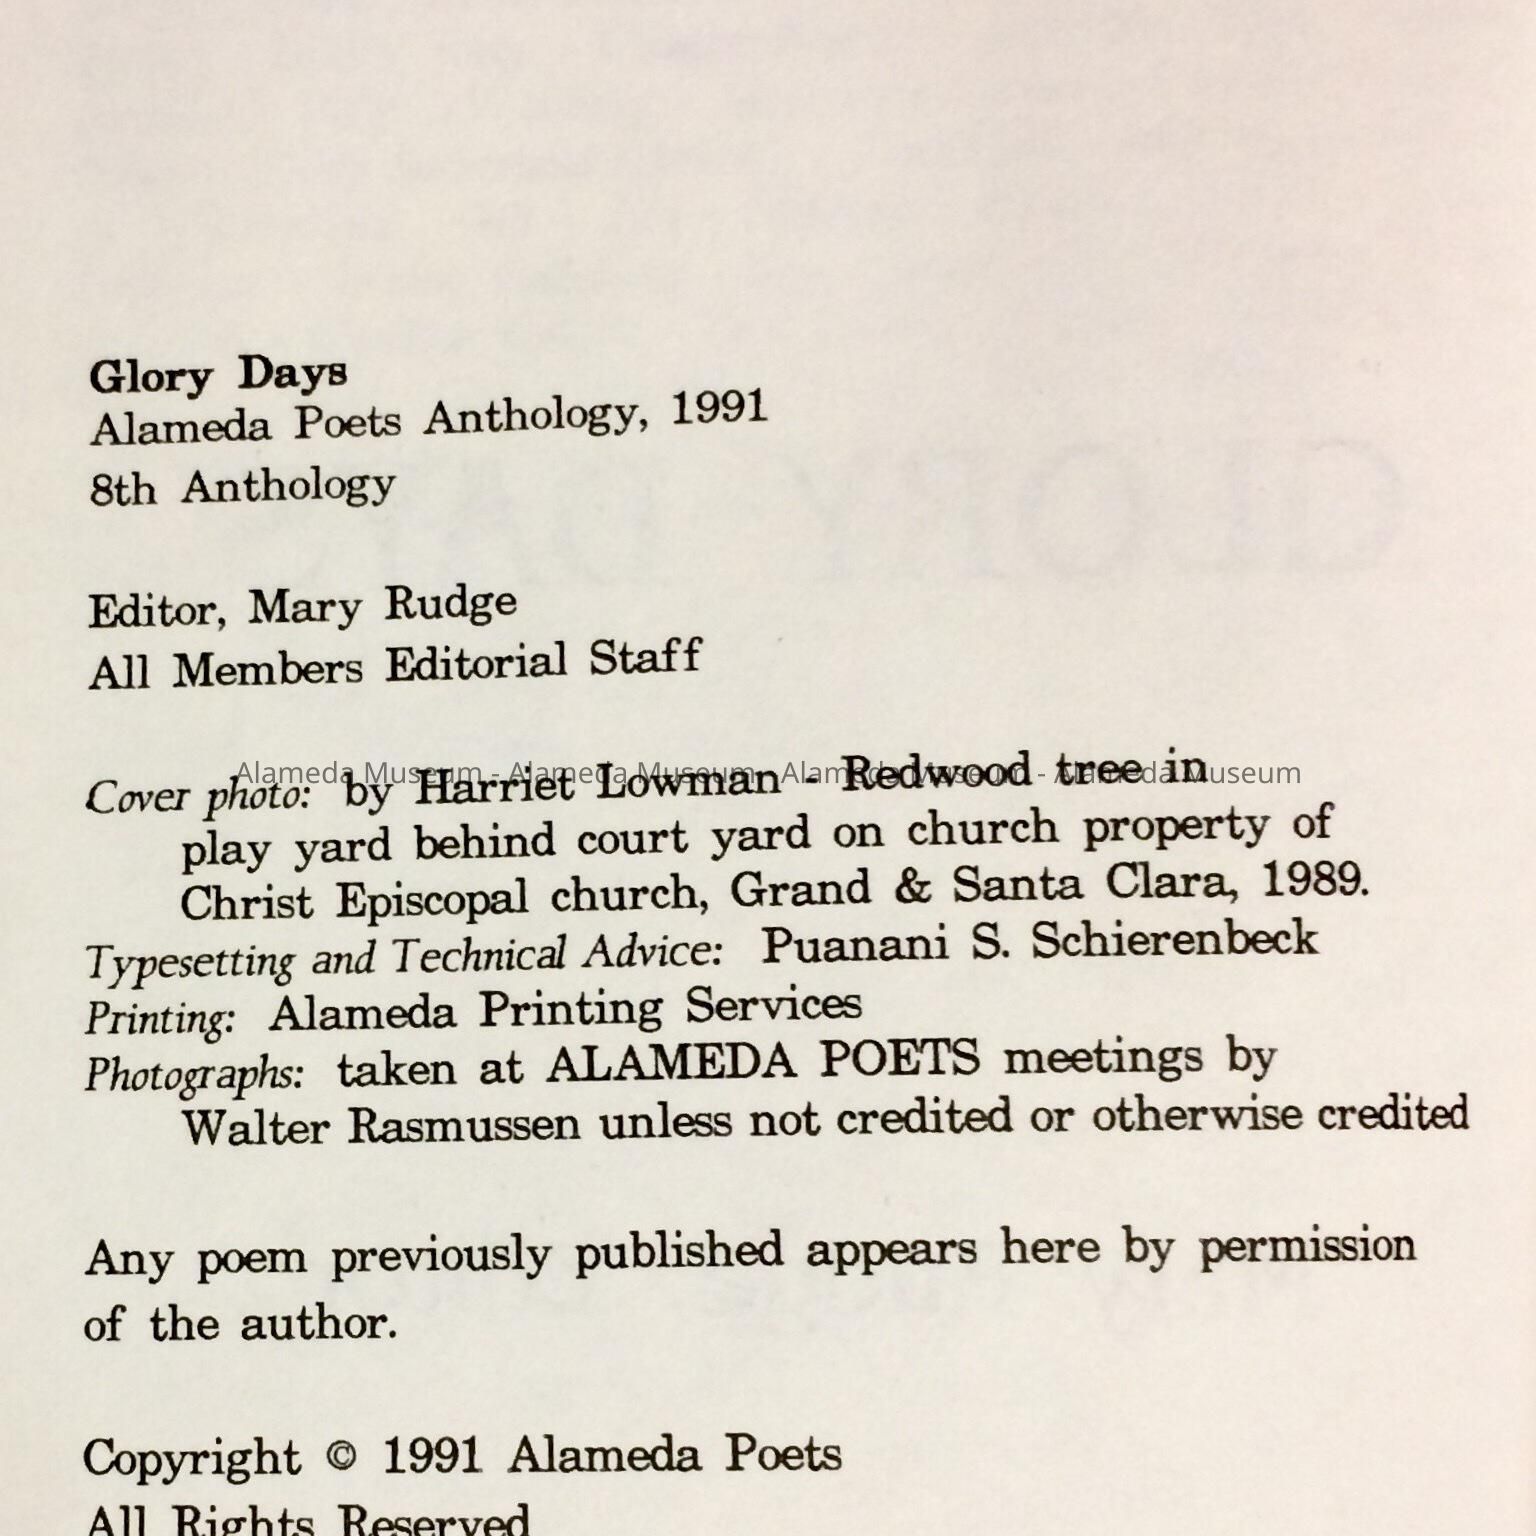 Glory Days
Alameda Poets Anthology, 1991
8th Anthology
Editor, Mary Rudge
All Members Editorial Staff
Alameda Museum - Alameda Museum - Alameda Museum - Alameda Museum
Cover photo: by Harriet Lowman - Redwood tree in
play yard behind court yard on church property of
Christ Episcopal church, Grand & Santa Clara, 1989.
Typesetting and Technical Advice: Puanani S. Schierenbeck
Printing: Alameda Printing Services
Photographs: taken at ALAMEDA POETS meetings by
Walter Rasmussen unless not credited or otherwise credited
Any poem previously published appears here by permission
of the author.
Copyright © 1991 Alameda Poets
All Rights Reserved